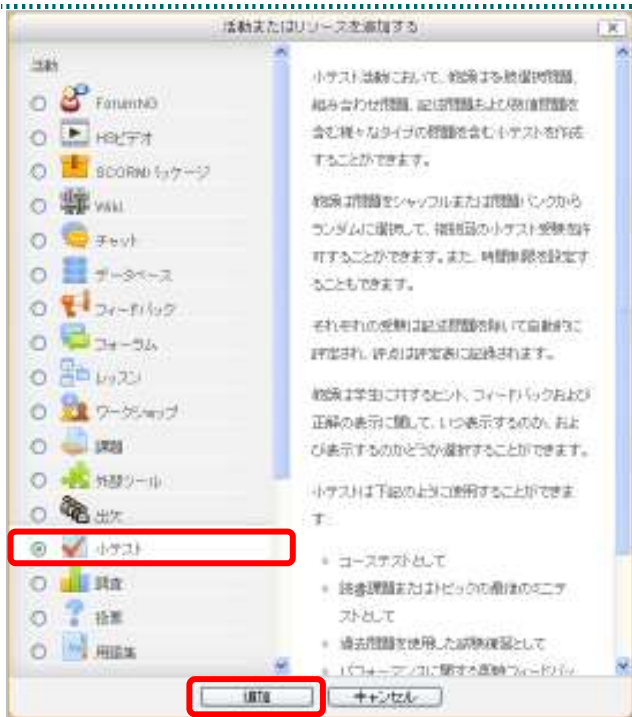 活動またはリソースを追加する
活動
ForumNG
HSビデオ
SCORMパッケージ
Wiki
チャット
データベース
フィードバック
フォーラム
レッスン
ワークショップ
課題
外部ツール
出欠
小テスト
調査
投票
用語集
小テスト活動において、教師は多肢選択問題、
組み合わせ問題、記述問題および数値問題を
含む様々なタイプの問題を含む小テストを作成
することができます。
教師は問題をシャッフルまたは問題バンクから
ランダムに選択して、複数回の小テスト受験を許
可することができます。また、時間制限を設定す
ることもできます。
それぞれの受験は記述問題を除いて自動的に
評定され、評点は評定表に記録されます。
教師は学生に対するヒント、フィードバックおよび
正解の表示に関して、いつ表示するのか、およ
び表示するのかどうか選択することができます。
小テストは下記のように使用することができま
す:
コーステストとして
読書課題またはトピックの最後のミニテ
ストとして
過去問題を使用した試験練習として
パフォーマンスに関する即時フィードバッ
追加
キャンセル